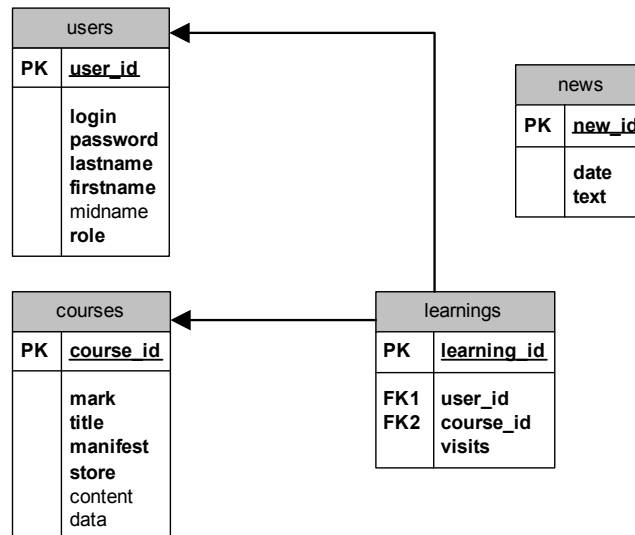 users
PK user_id
login
password
lastname
firstname
midname
role
news
PK new_id
date
text
courses
PK course_id
mark
title
manifest
store
content
data
learnings
PK learning_id
FK1 user_id
FK2 course_id
visits